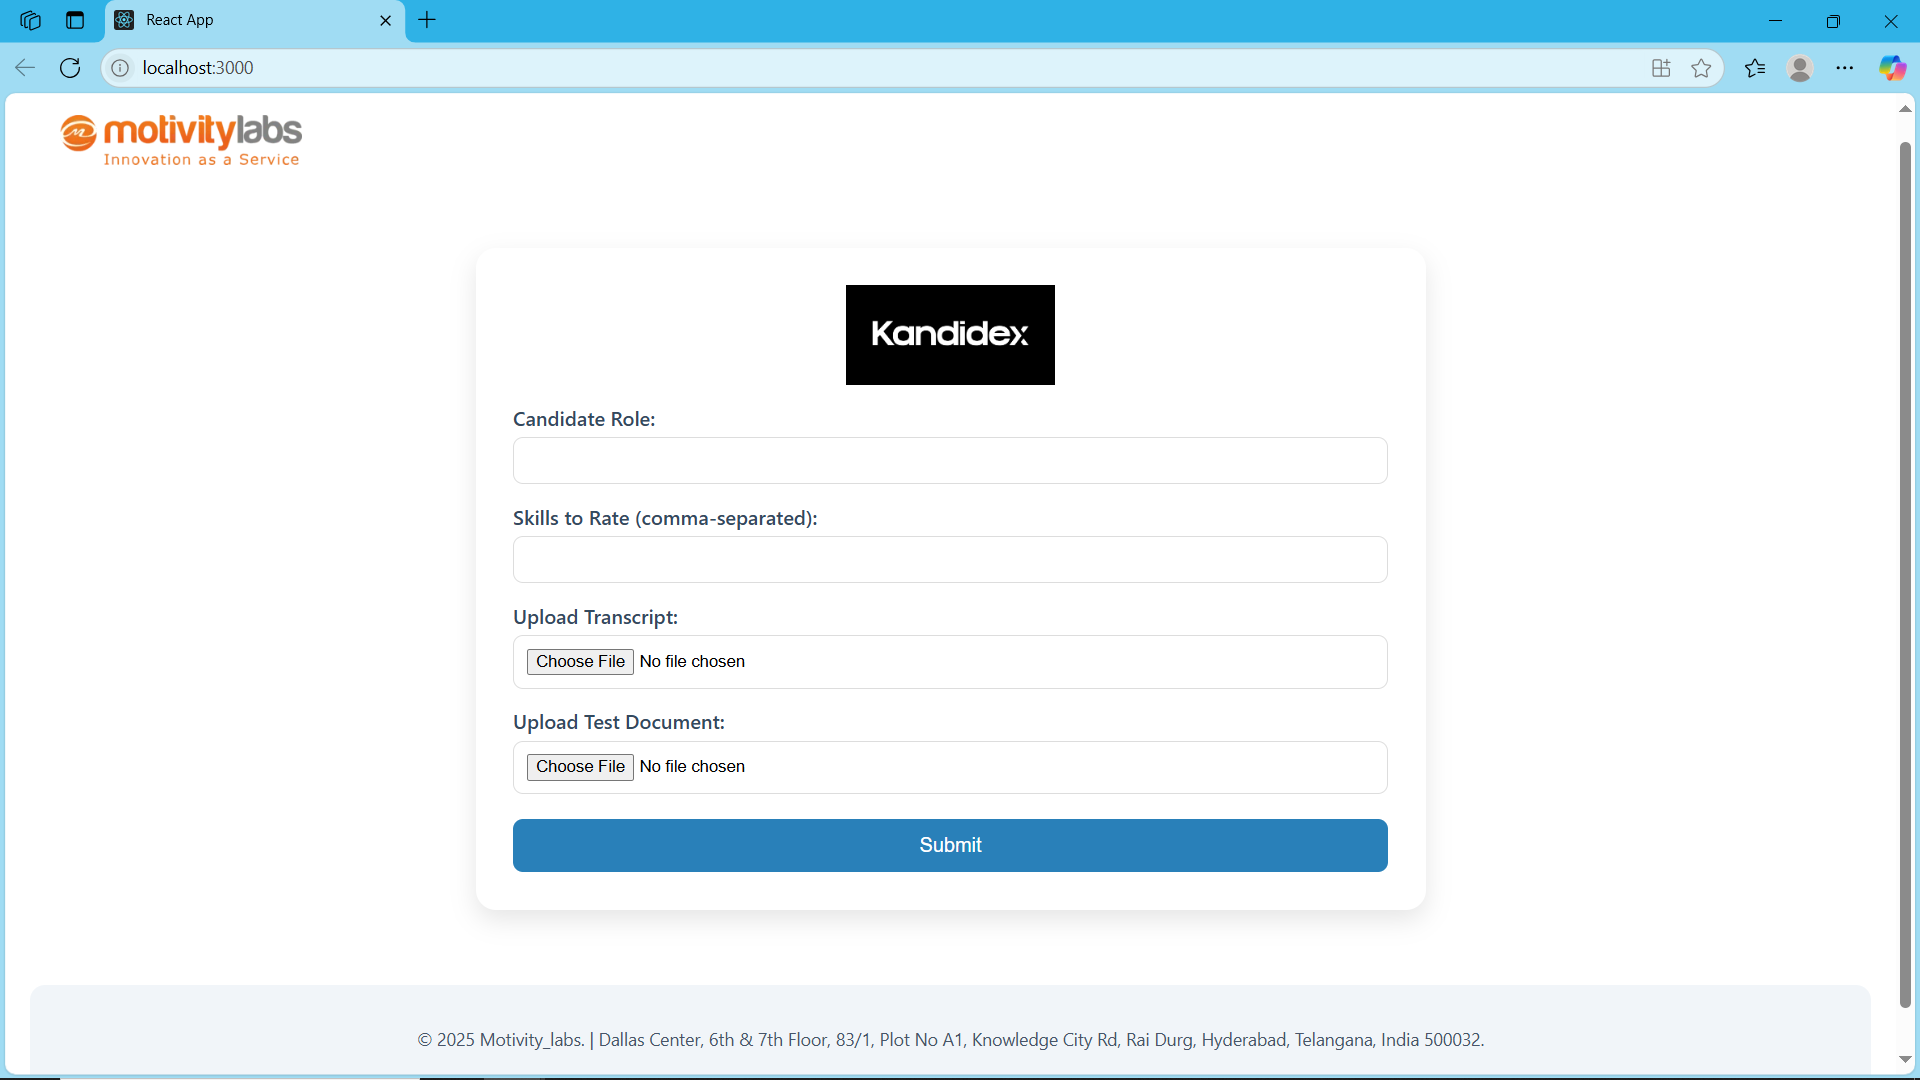 React App
localhost:3000
motivitylabs
Innovation as a Service
Kandidex
Candidate Role:
Skills to Rate (comma-separated):
Upload Transcript:
Choose File No file chosen
Upload Test Document:
Choose File No file chosen
Submit
© 2025 Motivity_labs. | Dallas Center, 6th & 7th Floor, 83/1, Plot No A1, Knowledge City Rd, Rai Durg, Hyderabad, Telangana, India 500032.